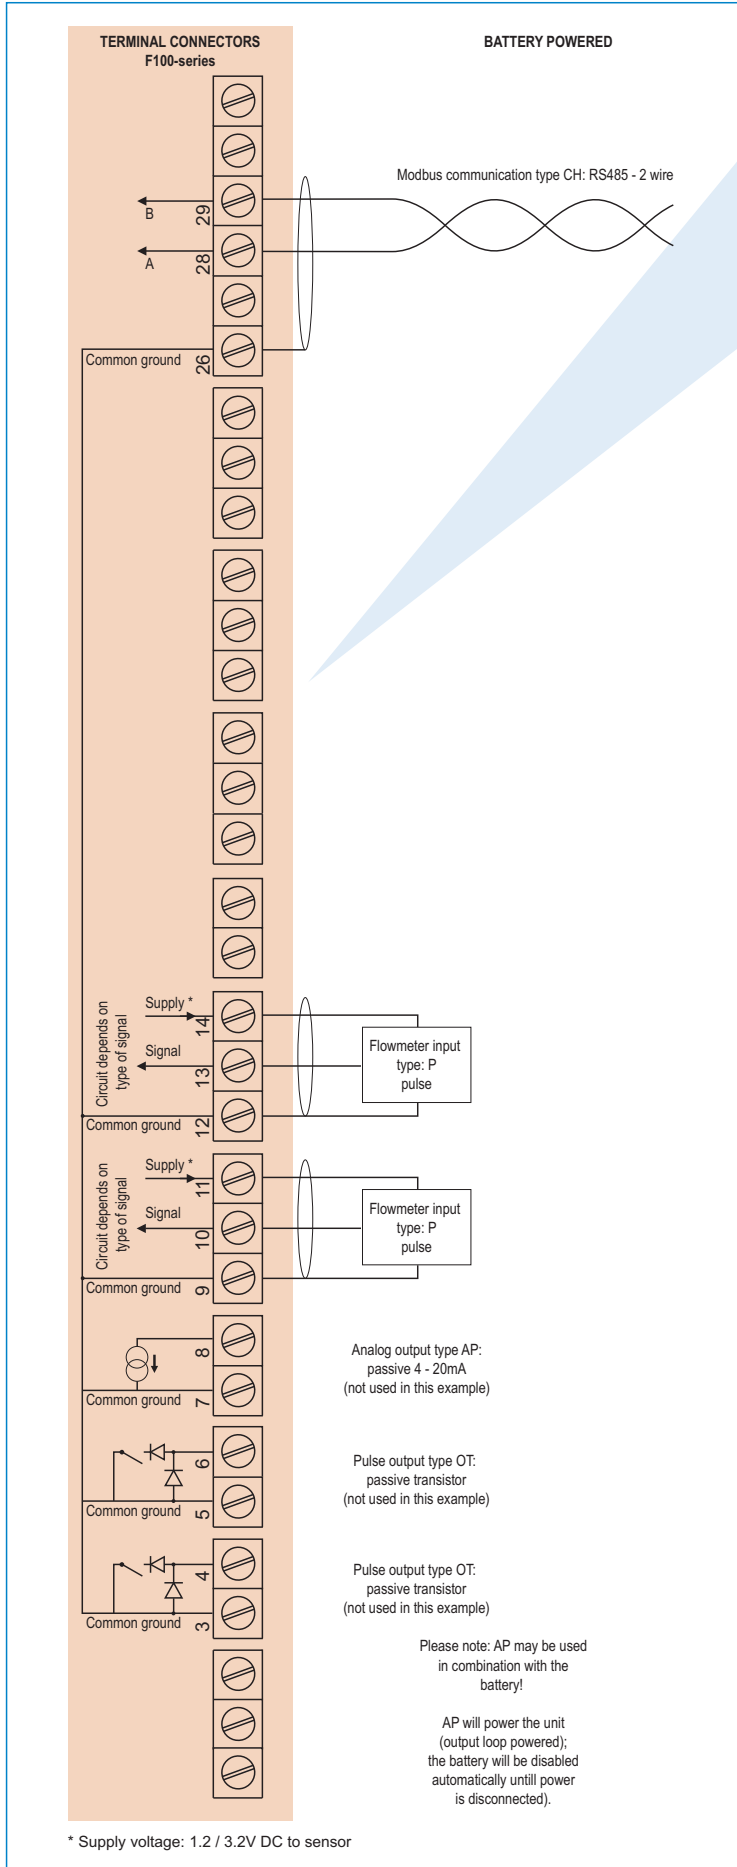 TERMINAL CONNECTORS
F100-series
BATTERY POWERED
Modbus communication type CH: RS485 - 2 wire
B
29
A
28
Common ground
26
Circuit depends on
type of signal
Supply *
14
Signal
13
Common ground
12
Flowmeter input
type: P
pulse
Circuit depends on
type of signal
Supply *
11
Signal
10
Common ground
9
Flowmeter input
type: P
pulse
8
Common ground
7
Analog output type AP:
passive 4 - 20mA
(not used in this example)
6
Common ground
5
Pulse output type OT:
passive transistor
(not used in this example)
4
Common ground
3
Pulse output type OT:
passive transistor
(not used in this example)
Please note: AP may be used
in combination with the
battery!
AP will power the unit
(output loop powered);
the battery will be disabled
automatically untill power
is disconnected).
* Supply voltage: 1.2 / 3.2V DC to sensor